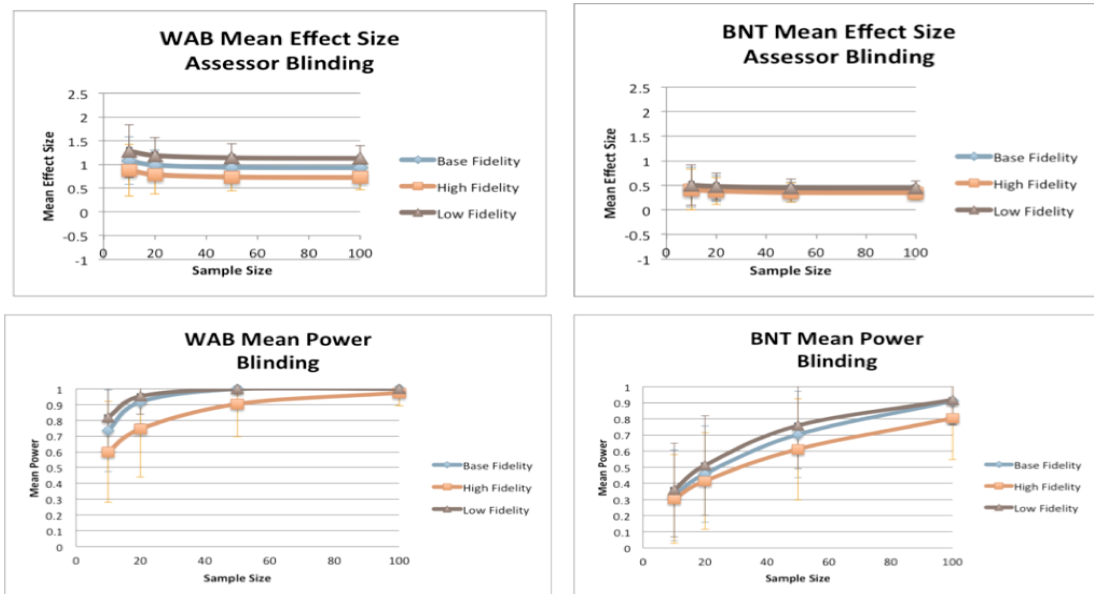 WAB Mean Effect Size
Assessor Blinding
Mean Effect Size
2.5
2
1.5
1
0.5
0
-0.5
-1
0 20 40 60 80 100
Sample Size
Base Fidelity
High Fidelity
Low Fidelity
BNT Mean Effect Size
Assessor Blinding
Mean Effect Size
2.5
2
1.5
1
0.5
0
-0.5
-1
0 20 40 60 80 100
Sample Size
Base Fidelity
High Fidelity
Low Fidelity
WAB Mean Power
Blinding
Mean Power
1
0.9
0.8
0.7
0.6
0.5
0.4
0.3
0.2
0.1
0
0 20 40 60 80 100
Sample Size
Base Fidelity
High Fidelity
Low Fidelity
BNT Mean Power
Blinding
Mean Power
1
0.9
0.8
0.7
0.6
0.5
0.4
0.3
0.2
0.1
0
0 20 40 60 80 100
Sample Size
Base Fidelity
High Fidelity
Low Fidelity